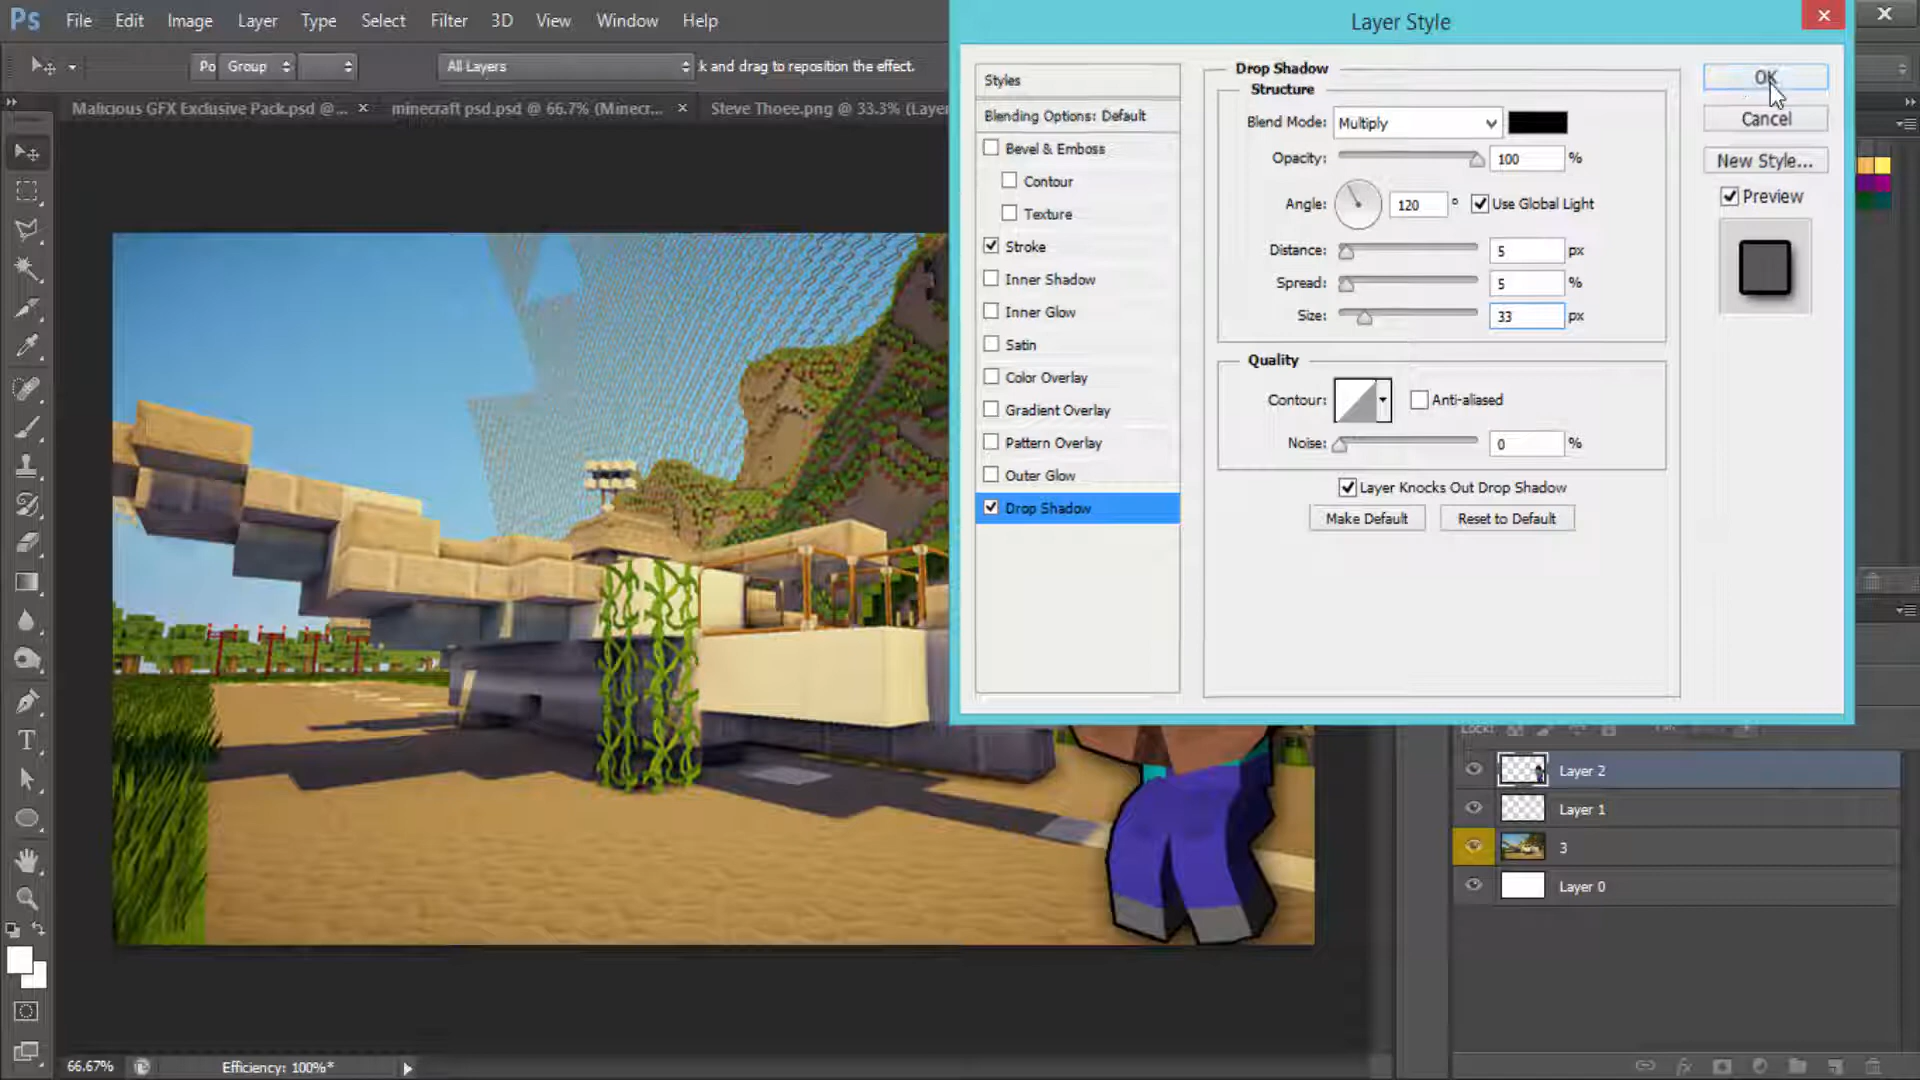 Ps File Edit Image Layer Type Select Filter 3D View Window Help
Layer Style
Po Group All Layers k and drag to reposition the effect.
Malicious GFX Exclusive Pack.psd @... minecraft psd.psd @ 66.7% (Minecr... Steve Thoee.png @ 33.3% (Laye
Styles
Blending Options: Default
Bevel & Emboss
Contour
Texture
Stroke
Inner Shadow
Inner Glow
Satin
Color Overlay
Gradient Overlay
Pattern Overlay
Outer Glow
Drop Shadow
Drop Shadow
Structure
Blend Mode: Multiply
Opacity: 100 %
Angle: 120 ° Use Global Light
Distance: 5 px
Spread: 5 %
Size: 33 px
Quality
Contour: Anti-aliased
Noise: 0 %
Layer Knocks Out Drop Shadow
Make Default Reset to Default
OK
Cancel
New Style...
Preview
Lock:
Layer 2
Layer 1
3
Layer 0
66.67% Efficiency: 100%*